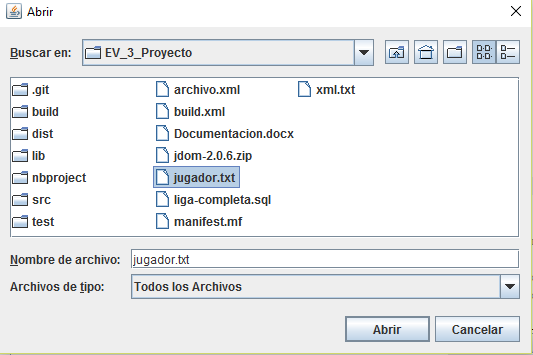 Abrir
Buscar en: EV_3_Proyecto
.git archivo.xml xml.txt
build build.xml
dist Documentacion.docx
lib jdom-2.0.6.zip
nbproject jugador.txt
src liga-completa.sql
test manifest.mf
Nombre de archivo: jugador.txt
Archivos de tipo: Todos los Archivos
Abrir Cancelar